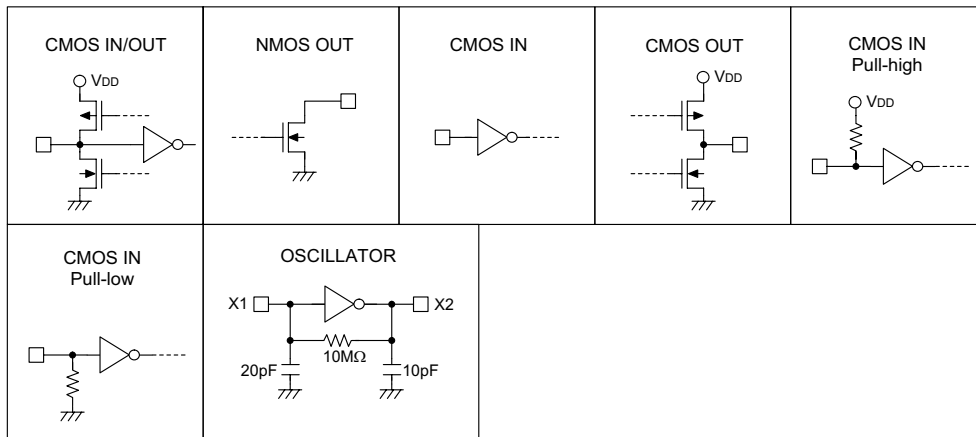 CMOS IN/OUT
VDD
NMOS OUT
CMOS IN
CMOS OUT
VDD
CMOS IN
Pull-high
VDD
CMOS IN
Pull-low
OSCILLATOR
X1
X2
10MΩ
20pF
10pF